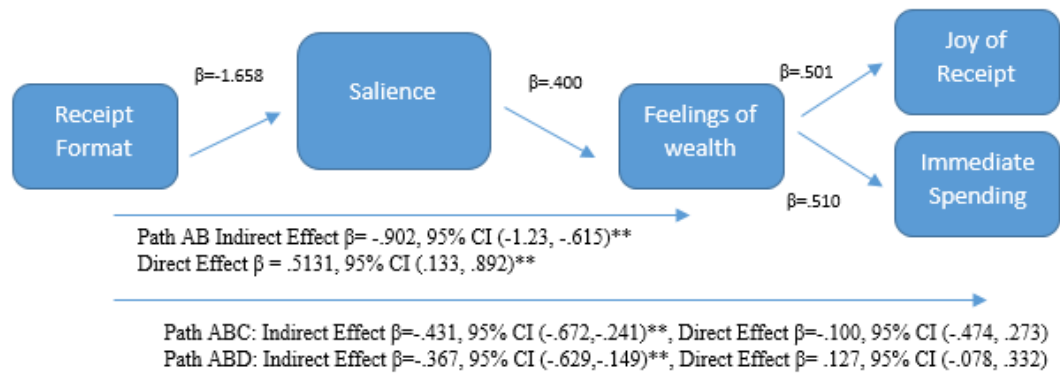 Receipt
Format
β=-1.658
Salience
β=.400
Feelings of
wealth
β=.501
Joy of
Receipt
β=.510
Immediate
Spending
Path AB Indirect Effect β= -.902, 95% CI (-1.23, -.615)**
Direct Effect β = .5131, 95% CI (.133, .892)**
Path ABC: Indirect Effect β=-.431, 95% CI (-.672,-.241)**, Direct Effect β=-.100, 95% CI (-.474, .273)
Path ABD: Indirect Effect β=-.367, 95% CI (-.629,-.149)**, Direct Effect β= .127, 95% CI (-.078, .332)